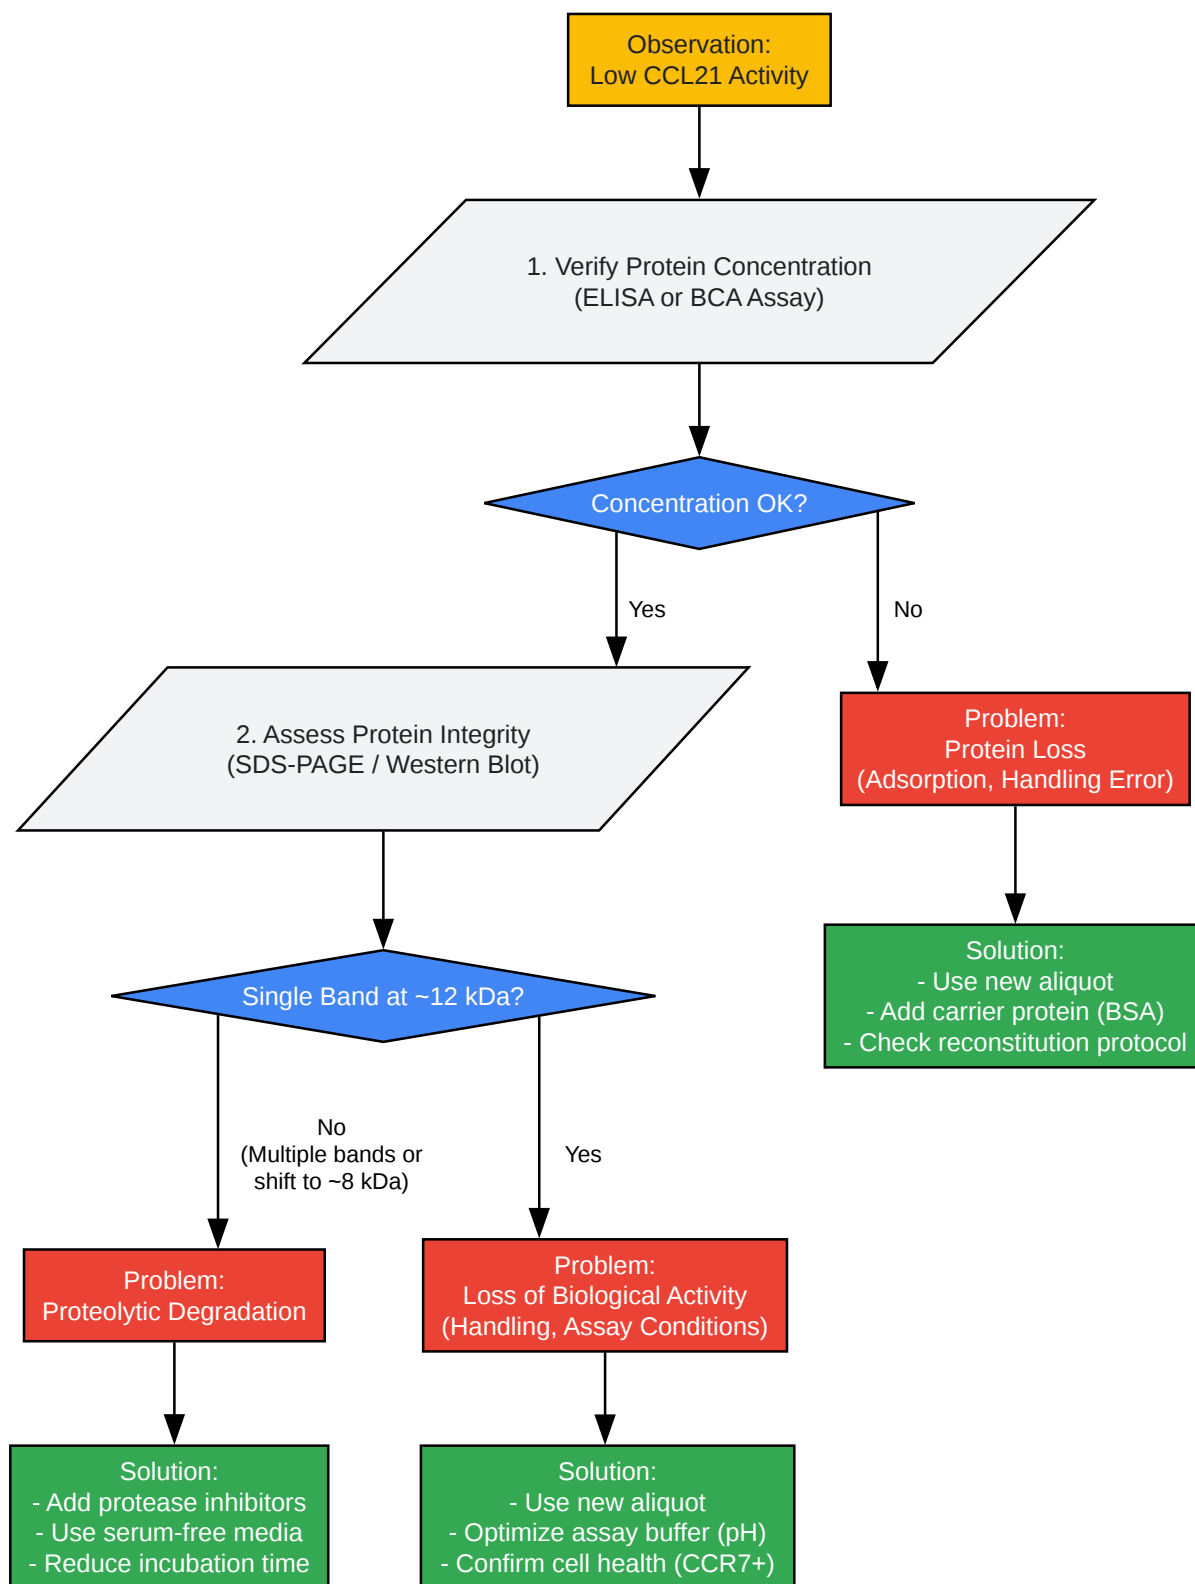 Observation:
Low CCL21 Activity
1. Verify Protein Concentration
(ELISA or BCA Assay)
Concentration OK?
Yes
No
2. Assess Protein Integrity
(SDS-PAGE / Western Blot)
Problem:
Protein Loss
(Adsorption, Handling Error)
Solution:
- Use new aliquot
- Add carrier protein (BSA)
- Check reconstitution protocol
Single Band at ~12 kDa?
No
(Multiple bands or
shift to ~8 kDa)
Yes
Problem:
Proteolytic Degradation
Problem:
Loss of Biological Activity
(Handling, Assay Conditions)
Solution:
- Add protease inhibitors
- Use serum-free media
- Reduce incubation time
Solution:
- Use new aliquot
- Optimize assay buffer (pH)
- Confirm cell health (CCR7+)